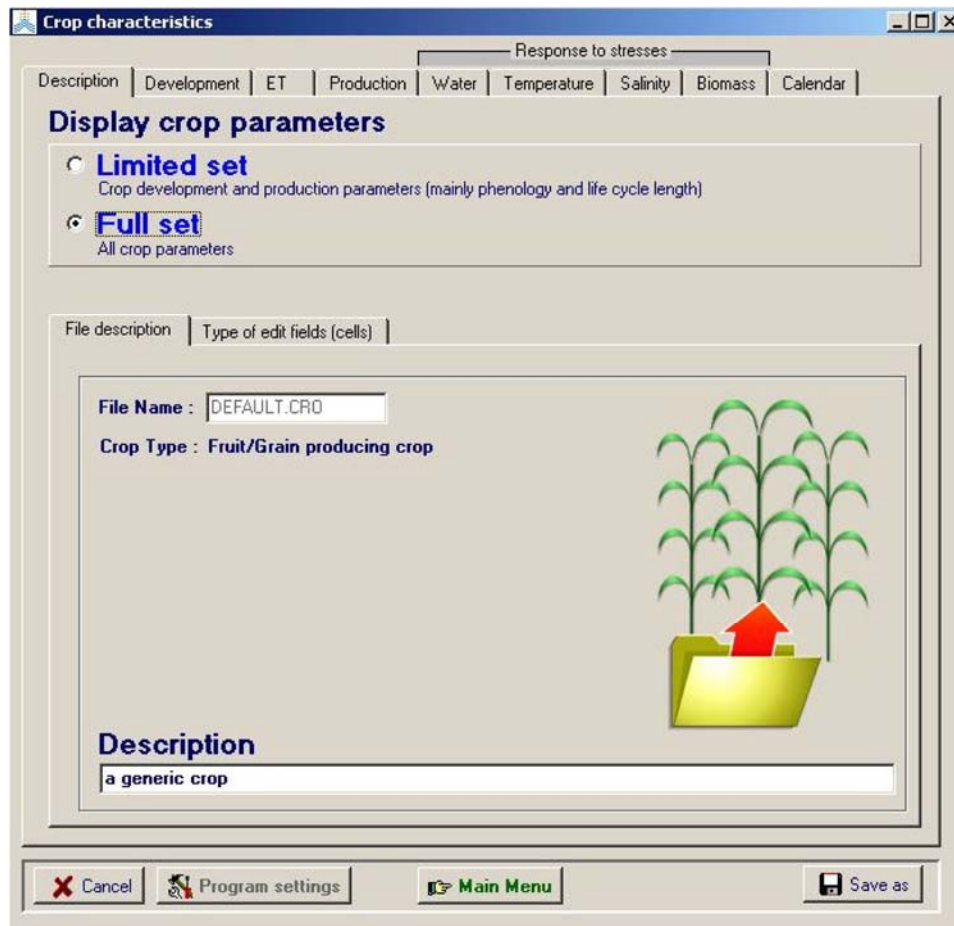 Crop characteristics
Response to stresses
Description Development ET Production Water Temperature Salinity Biomass Calendar
Display crop parameters
Limited set
Crop development and production parameters (mainly phenology and life cycle length)
Full set
All crop parameters
File description Type of edit fields (cells)
File Name : DEFAULT.CRO
Crop Type : Fruit/Grain producing crop
Description
a generic crop
Cancel Program settings Main Menu Save as